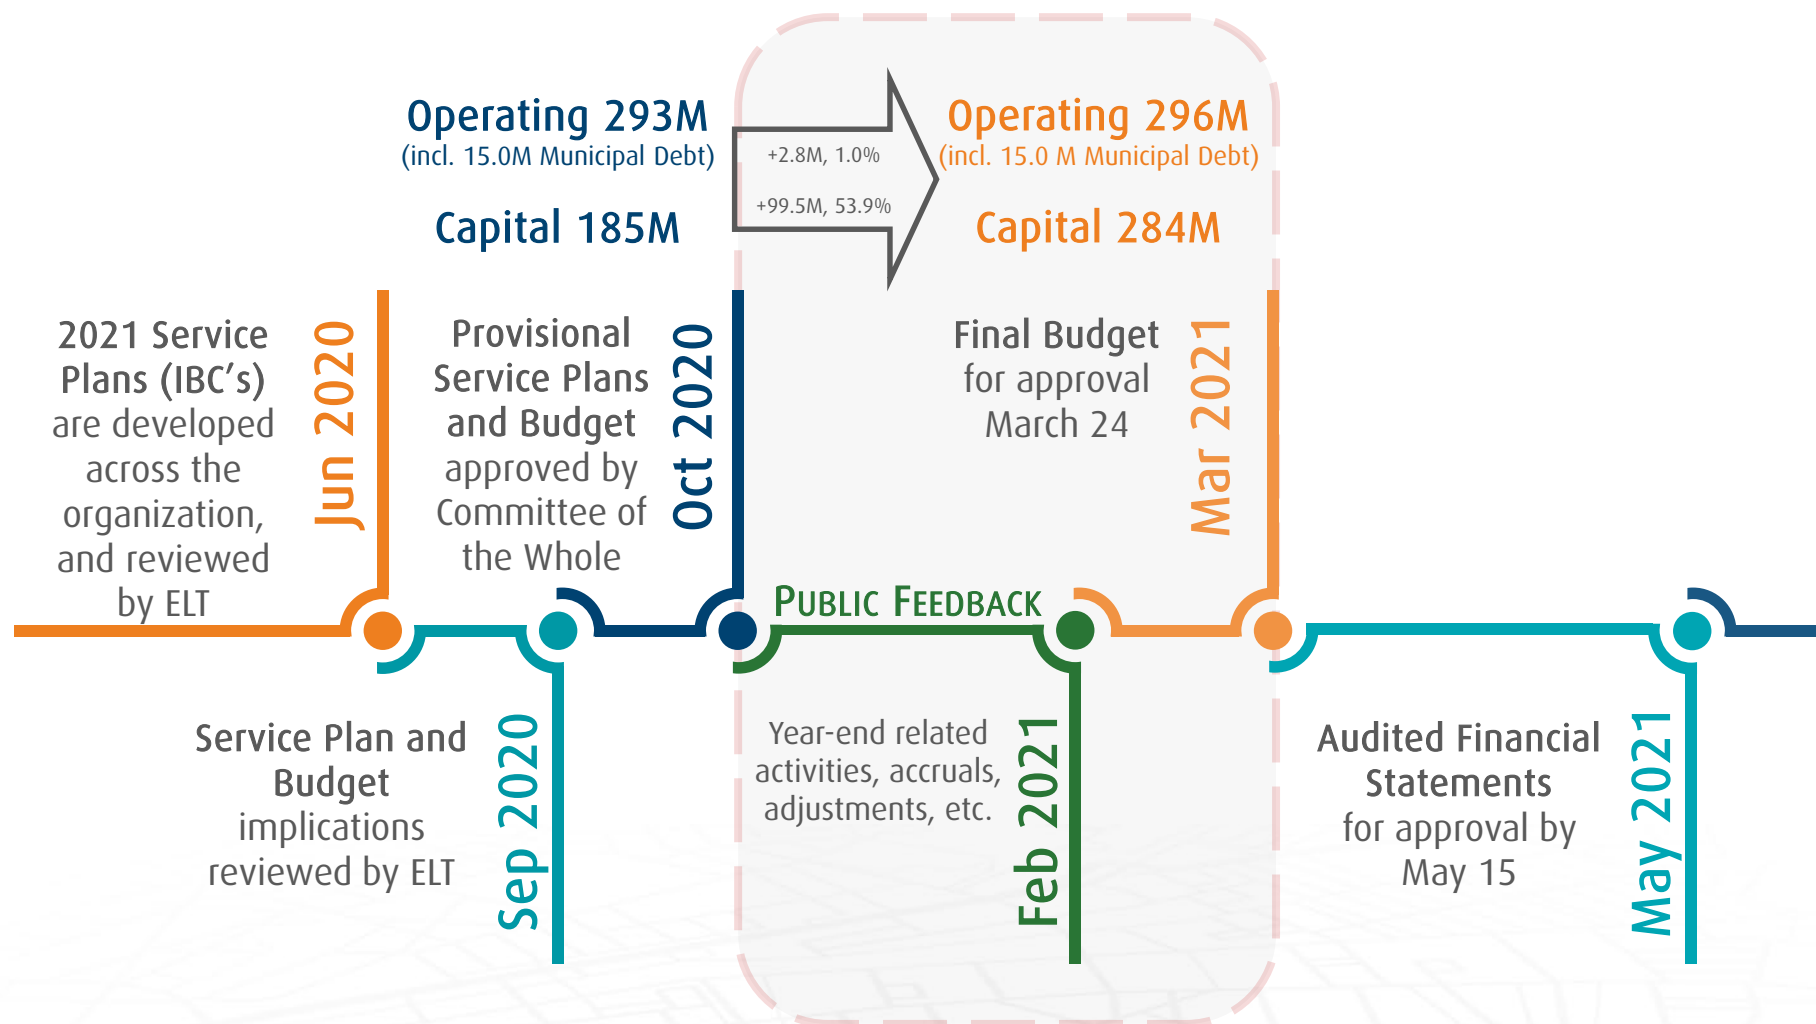 Operating 293M
(incl. 15.0M Municipal Debt)
Capital 185M
+2.8M, 1.0%
+99.5M, 53.9%
Operating 296M
(incl. 15.0 M Municipal Debt)
Capital 284M
2021 Service
Plans (IBC’s)
are developed
across the
organization,
and reviewed
by ELT
Jun 2020
Provisional
Service Plans
and Budget
approved by
Committee of
the Whole
Oct 2020
Final Budget
for approval
March 24
Mar 2021
PUBLIC FEEDBACK
Service Plan and
Budget
implications
reviewed by ELT
Sep 2020
Year-end related
activities, accruals,
adjustments, etc.
Feb 2021
Audited Financial
Statements
for approval by
May 15
May 2021